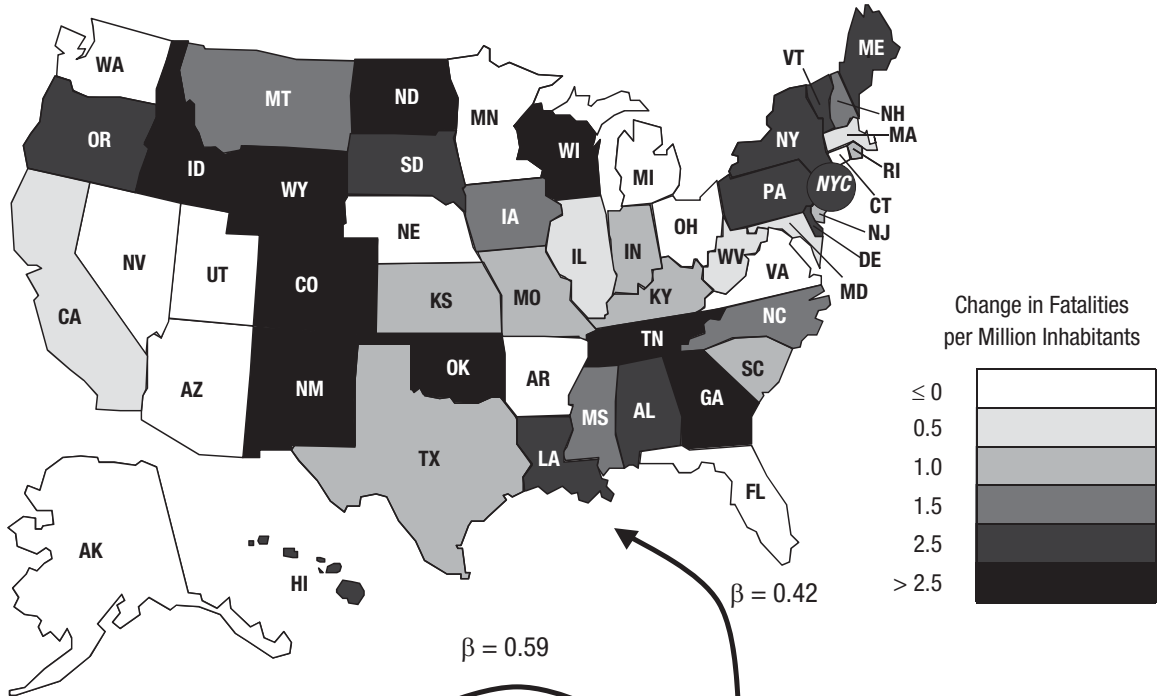 WA
OR
CA
NV
ID
MT
WY
UT
AZ
CO
NM
ND
SD
NE
KS
OK
TX
MN
IA
MO
AR
LA
WI
IL
MS
MI
IN
KY
TN
AL
OH
WV
VA
NC
SC
GA
FL
PA
NY
NYC
VT
ME
NH
MA
RI
CT
NJ
DE
MD
AK
HI
Change in Fatalities
per Million Inhabitants
≤ 0
0.5
1.0
1.5
2.5
> 2.5
β = 0.42
β = 0.59